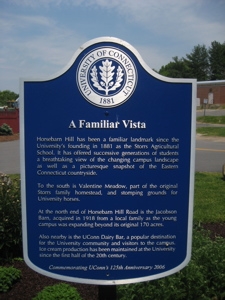 UNIVERSITY OF CONNECTICUT
1881
A Familiar Vista
Horsebarn Hill has been a familiar landmark since the
University's founding in 1881 as the Storrs Agricultural
School. It has offered successive generations of students
a breathtaking view of the changing campus landscape
as well as a picturesque snapshot of the Eastern
Connecticut countryside.
To the south is Valentine Meadow, part of the original
Storrs family homestead, and stomping grounds for
University horses.
At the north end of Horsebarn Hill Road is the Jacobson
Barn, acquired in 1918 from a local family as the young
campus was expanding beyond its original 170 acres.
Also nearby is the UConn Dairy Bar, a popular destination
for the University community and visitors to the campus.
Ice cream production has been maintained at the University
since the first half of the 20th century.
Commemorating UConn's 125th Anniversary 2006